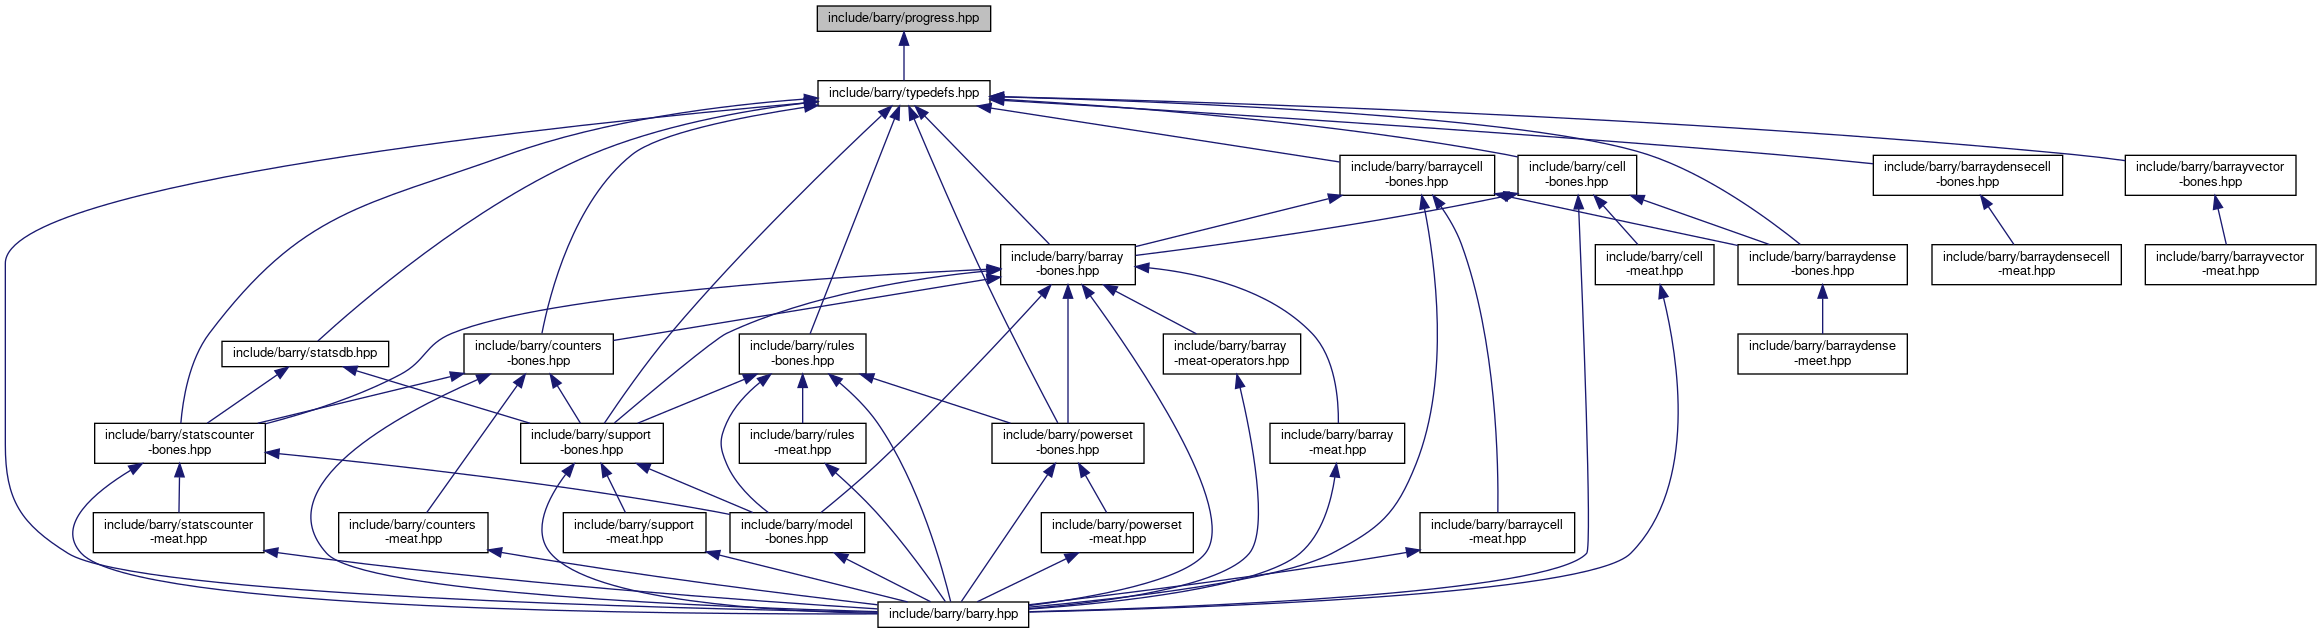 include/barry/progress.hpp
include/barry/typedefs.hpp
include/barry/barraycell
-bones.hpp
include/barry/cell
-bones.hpp
include/barry/barraydensecell
-bones.hpp
include/barry/barrayvector
-bones.hpp
include/barry/barray
-bones.hpp
include/barry/cell
-meat.hpp
include/barry/barraydense
-bones.hpp
include/barry/barraydensecell
-meat.hpp
include/barry/barrayvector
-meat.hpp
include/barry/statsdb.hpp
include/barry/counters
-bones.hpp
include/barry/rules
-bones.hpp
include/barry/barray
-meat-operators.hpp
include/barry/barraydense
-meet.hpp
include/barry/statscounter
-bones.hpp
include/barry/support
-bones.hpp
include/barry/rules
-meat.hpp
include/barry/powerset
-bones.hpp
include/barry/barray
-meat.hpp
include/barry/statscounter
-meat.hpp
include/barry/counters
-meat.hpp
include/barry/support
-meat.hpp
include/barry/model
-bones.hpp
include/barry/powerset
-meat.hpp
include/barry/barraycell
-meat.hpp
include/barry/barry.hpp